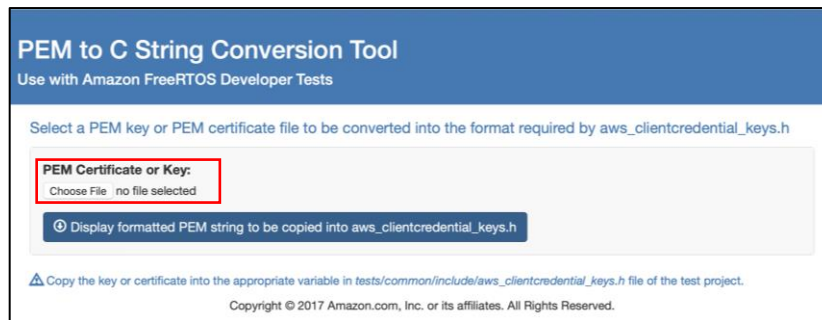 PEM to C String Conversion Tool
Use with Amazon FreeRTOS Developer Tests
Select a PEM key or PEM certificate file to be converted into the format required by aws_clientcredential_keys.h
PEM Certificate or Key:
Choose File no file selected
Display formatted PEM string to be copied into aws_clientcredential_keys.h
Copy the key or certificate into the appropriate variable in tests/common/include/aws_clientcredential_keys.h file of the test project.
Copyright © 2017 Amazon.com, Inc. or its affiliates. All Rights Reserved.